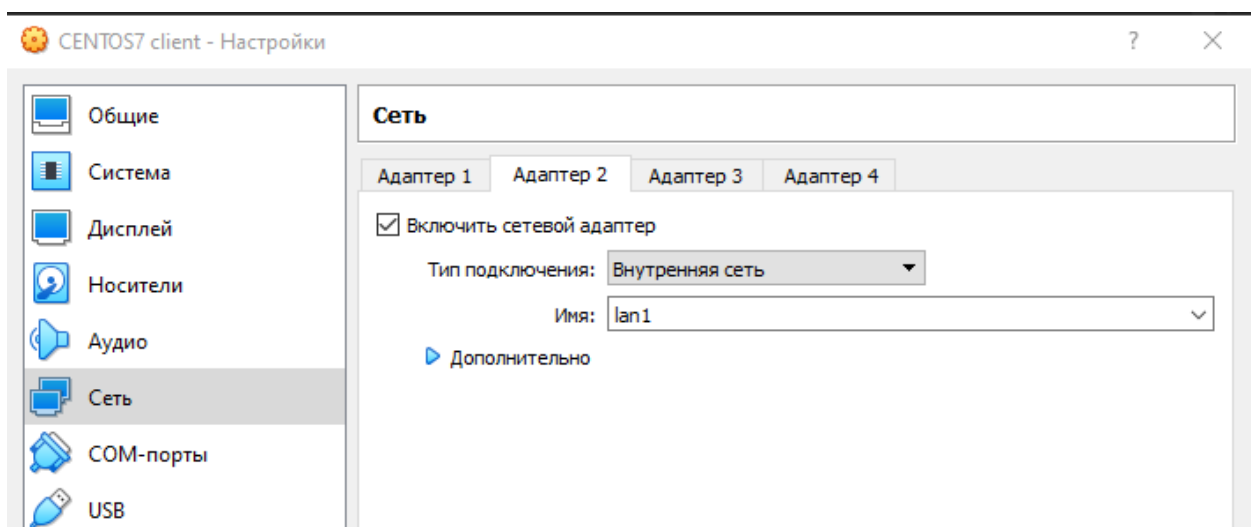 CENTOS7 client - Настройки
?
Общие
Система
Дисплей
Носители
Аудио
Сеть
COM-порты
USB
Сеть
Адаптер 1 Адаптер 2 Адаптер 3 Адаптер 4
Включить сетевой адаптер
Тип подключения: Внутренняя сеть
Имя: lan1
Дополнительно